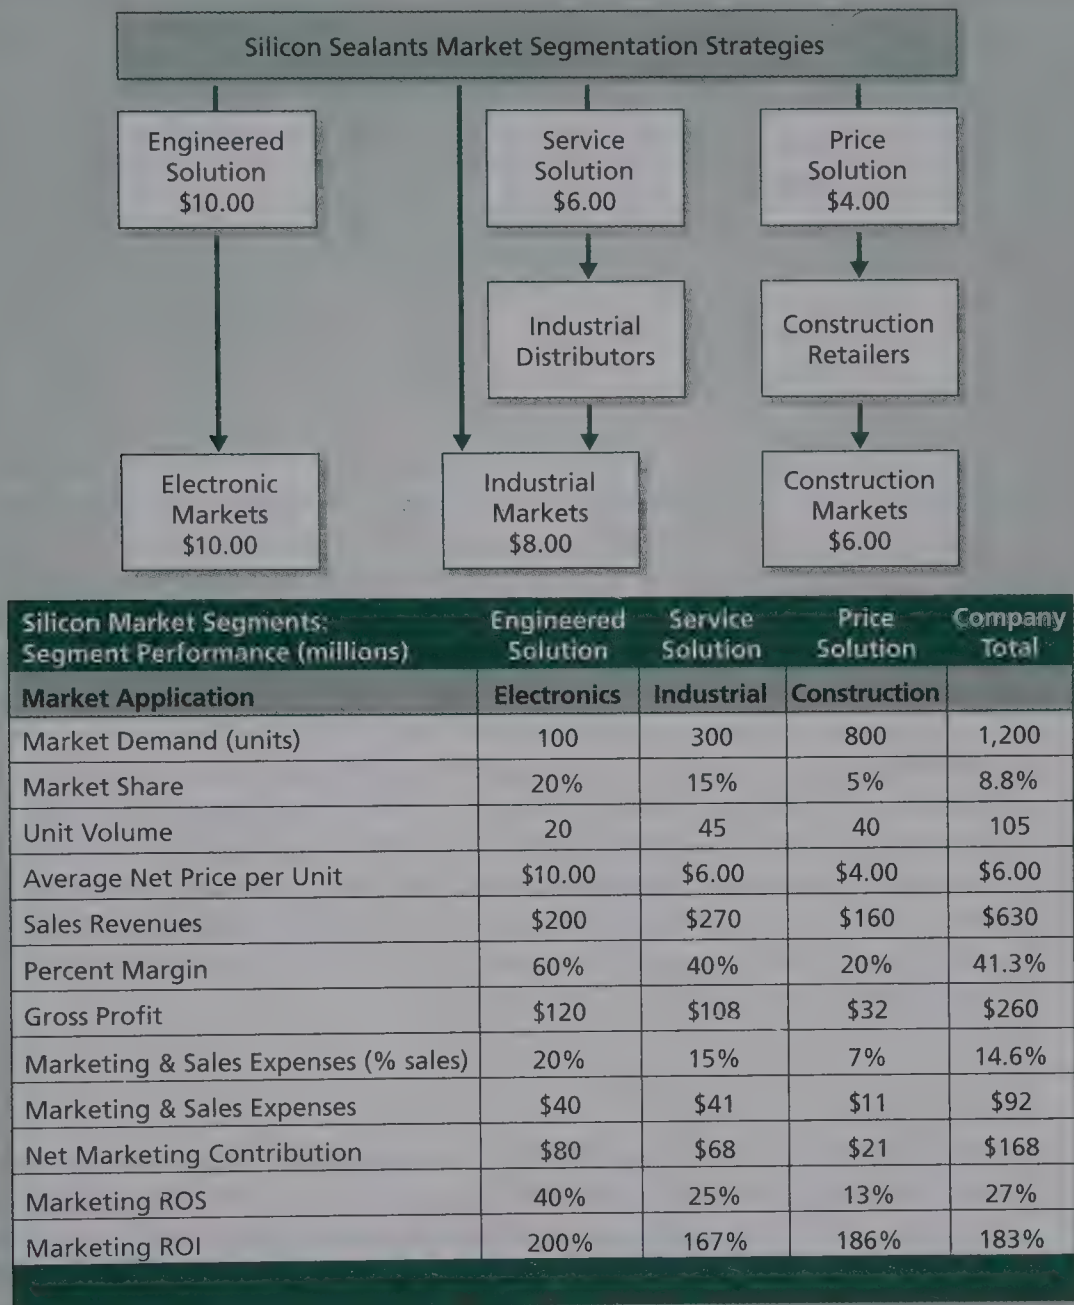 Silicon Sealants Market Segmentation Strategies
Engineered
Solution
$10.00
Service
Solution
$6.00
Price
Solution
$4.00
Industrial
Distributors
Construction
Retailers
Electronic
Markets
$10.00
Industrial
Markets
$8.00
Construction
Markets
$6.00
Silicon Market Segments: Engineered Service Price Company
Segment Performance (millions) Solution Solution Solution Total
Market Application Electronics Industrial Construction
Market Demand (units) 100 300 800 1,200
Market Share 20% 15% 5% 8.8%
Unit Volume 20 45 40 105
Average Net Price per Unit $10.00 $6.00 $4.00 $6.00
Sales Revenues $200 $270 $160 $630
Percent Margin 60% 40% 20% 41.3%
Gross Profit $120 $108 $32 $260
Marketing & Sales Expenses (% sales) 20% 15% 7% 14.6%
Marketing & Sales Expenses $40 $41 $11 $92
Net Marketing Contribution $80 $68 $21 $168
Marketing ROS 40% 25% 13% 27%
Marketing ROI 200% 167% 186% 183%